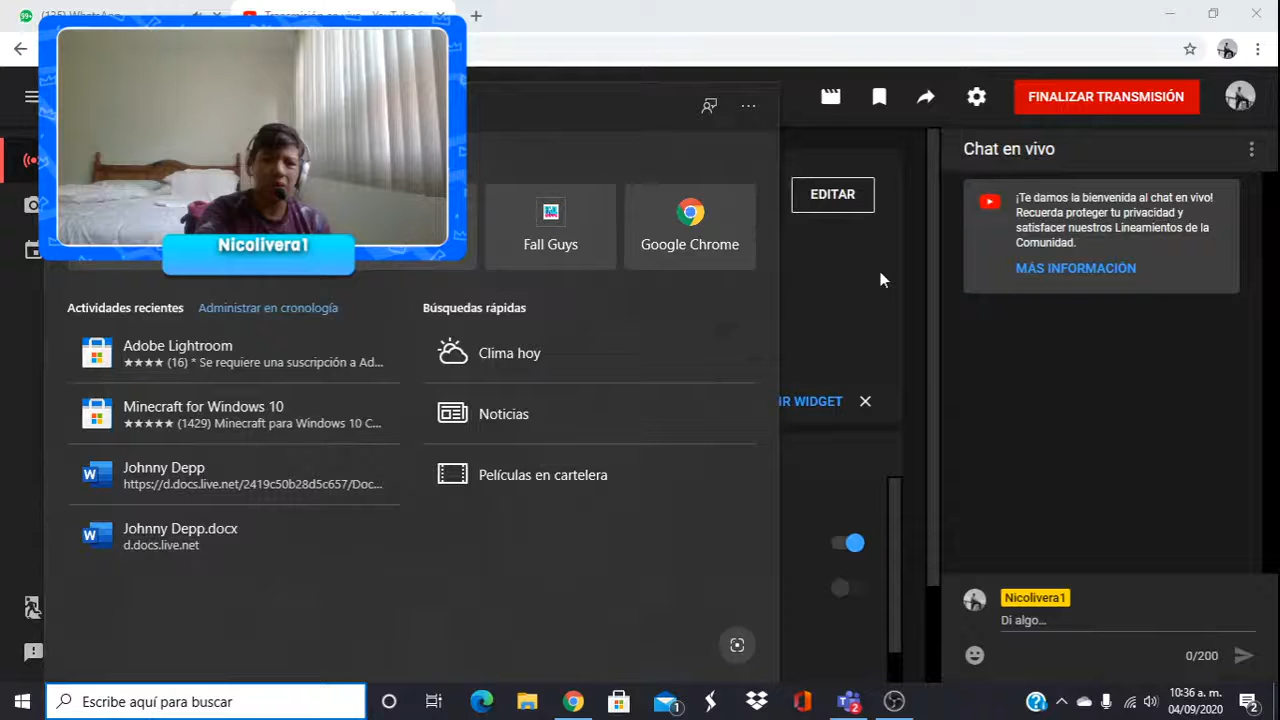 99+
FINALIZAR TRANSMISIÓN
Chat en vivo
¡Te damos la bienvenida al chat en vivo!
Recuerda proteger tu privacidad y
satisfacer nuestros Lineamientos de la
Comunidad.
MÁS INFORMACIÓN
EDITAR
Nicolivera1
Fall Guys
Google Chrome
Actividades recientes
Administrar en cronología
Búsquedas rápidas
Adobe Lightroom
★★★★ (16) * Se requiere una suscripción a Ad...
Clima hoy
Minecraft for Windows 10
★★★★★ (1429) Minecraft para Windows 10 C...
Noticias
IR WIDGET
Johnny Depp
https://d.docs.live.net/2419c50b28d5c657/Doc...
Películas en cartelera
Johnny Depp.docx
d.docs.live.net
Nicolivera1
Di algo...
0/200
Escribe aquí para buscar
1
2
10:36 a. m.
04/09/2020
2